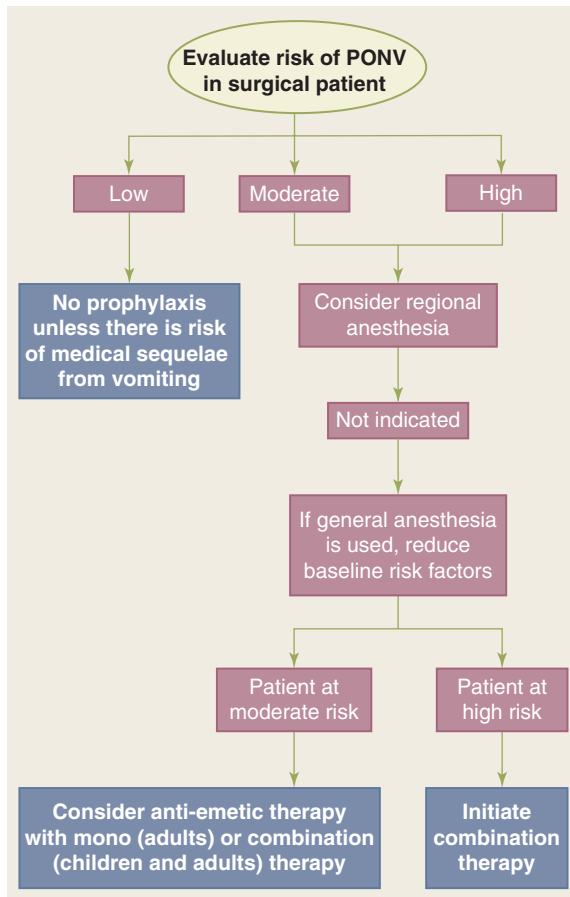 Evaluate risk of PONV
in surgical patient
Low
Moderate
High
No prophylaxis
unless there is risk
of medical sequelae
from vomiting
Consider regional
anesthesia
Not indicated
If general anesthesia
is used, reduce
baseline risk factors
Patient at
moderate risk
Patient at
high risk
Consider anti-emetic therapy
with mono (adults) or combination
(children and adults) therapy
Initiate
combination
therapy